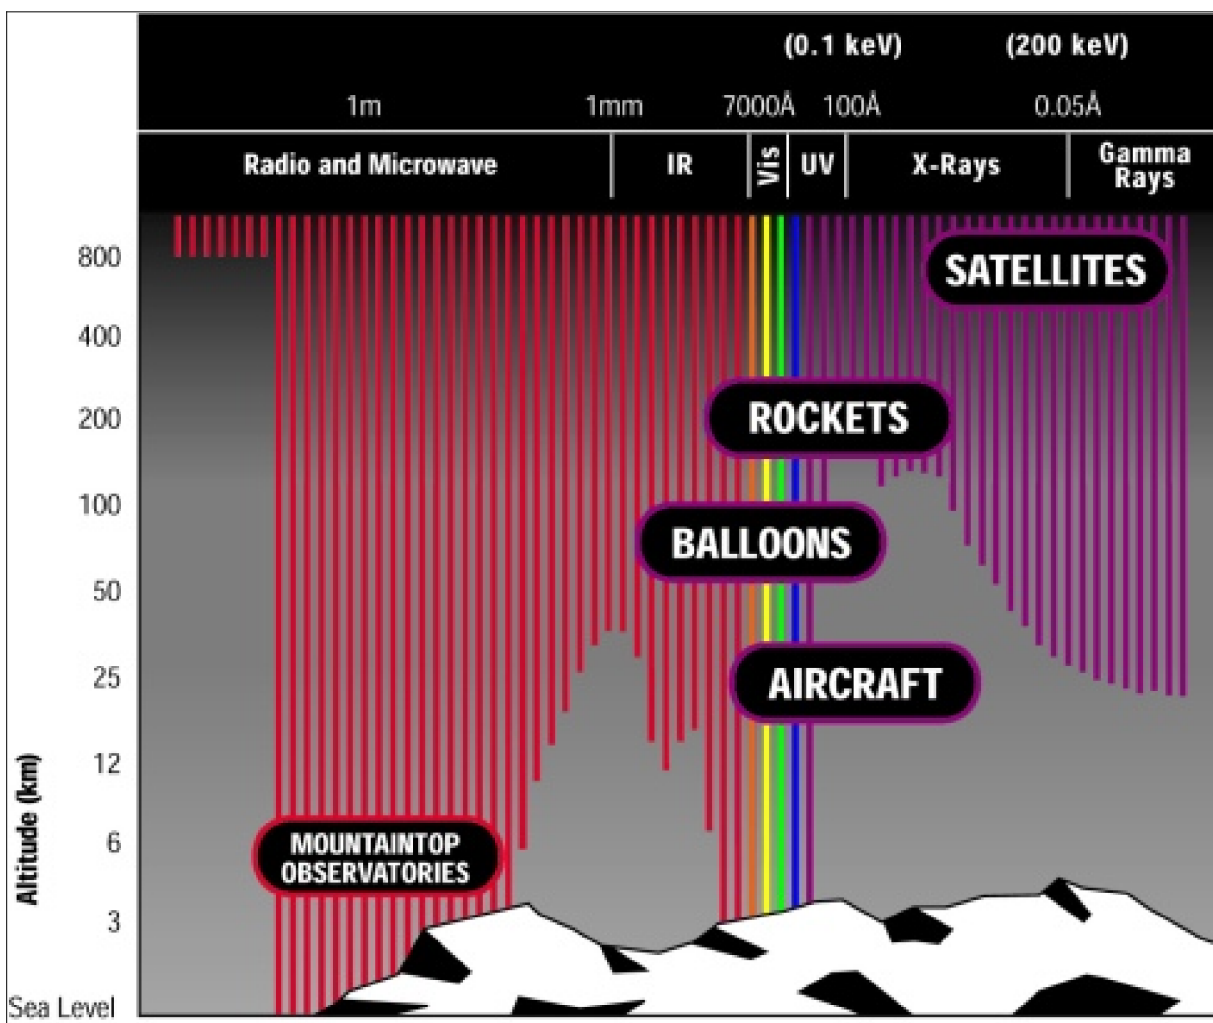 (0.1 keV) (200 keV)
1m 1mm 7000Å 100Å 0.05Å
Radio and Microwave IR Vis UV X-Rays Gamma
Rays
800
SATELLITES
400
200
ROCKETS
100
BALLOONS
50
25
AIRCRAFT
12
6
MOUNTAINTOP
OBSERVATORIES
3
Sea Level
Altitude (km)